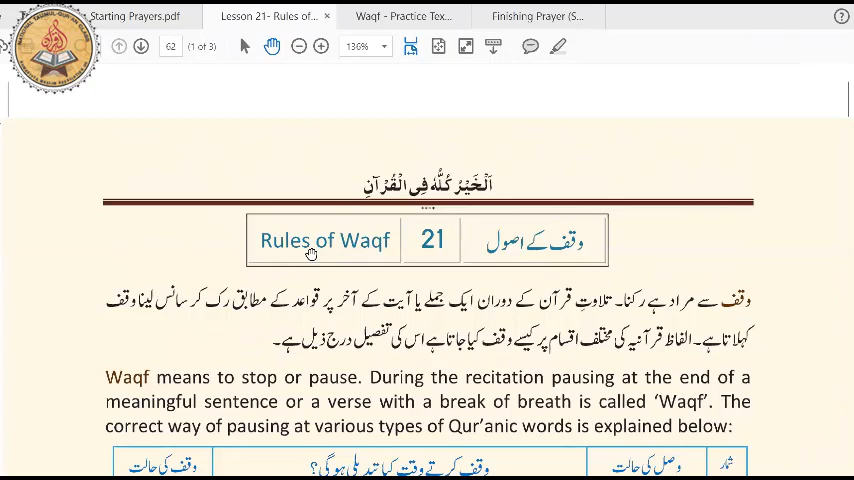 Starting Prayers.pdf
Lesson 21- Rules of...
Waqf - Practice Tex...
Finishing Prayer (S...
62 (1 of 3) 136%
اَلْخَيْرُ كُلُّهٗ فِى الْقُرْآنِ
Rules of Waqf 21 وقف کے اصول
وقف سے مراد ہے رکنا۔ تلاوتِ قرآن کے دوران ایک جملے یا آیت کے آخر پر قواعد کے مطابق رک کر سانس لینا وقف
کہلاتا ہے۔ الفاظ قرآنیہ کی مختلف اقسام پر کیسے وقف کیا جاتا ہے اس کی تفصیل درج ذیل ہے۔
Waqf means to stop or pause. During the recitation pausing at the end of a
meaningful sentence or a verse with a break of breath is called ‘Waqf’. The
correct way of pausing at various types of Qur’anic words is explained below:
شمار وصل کی حالت وقف کرتے وقت کیا تبدیلی ہوگی؟ وقف کی حالت